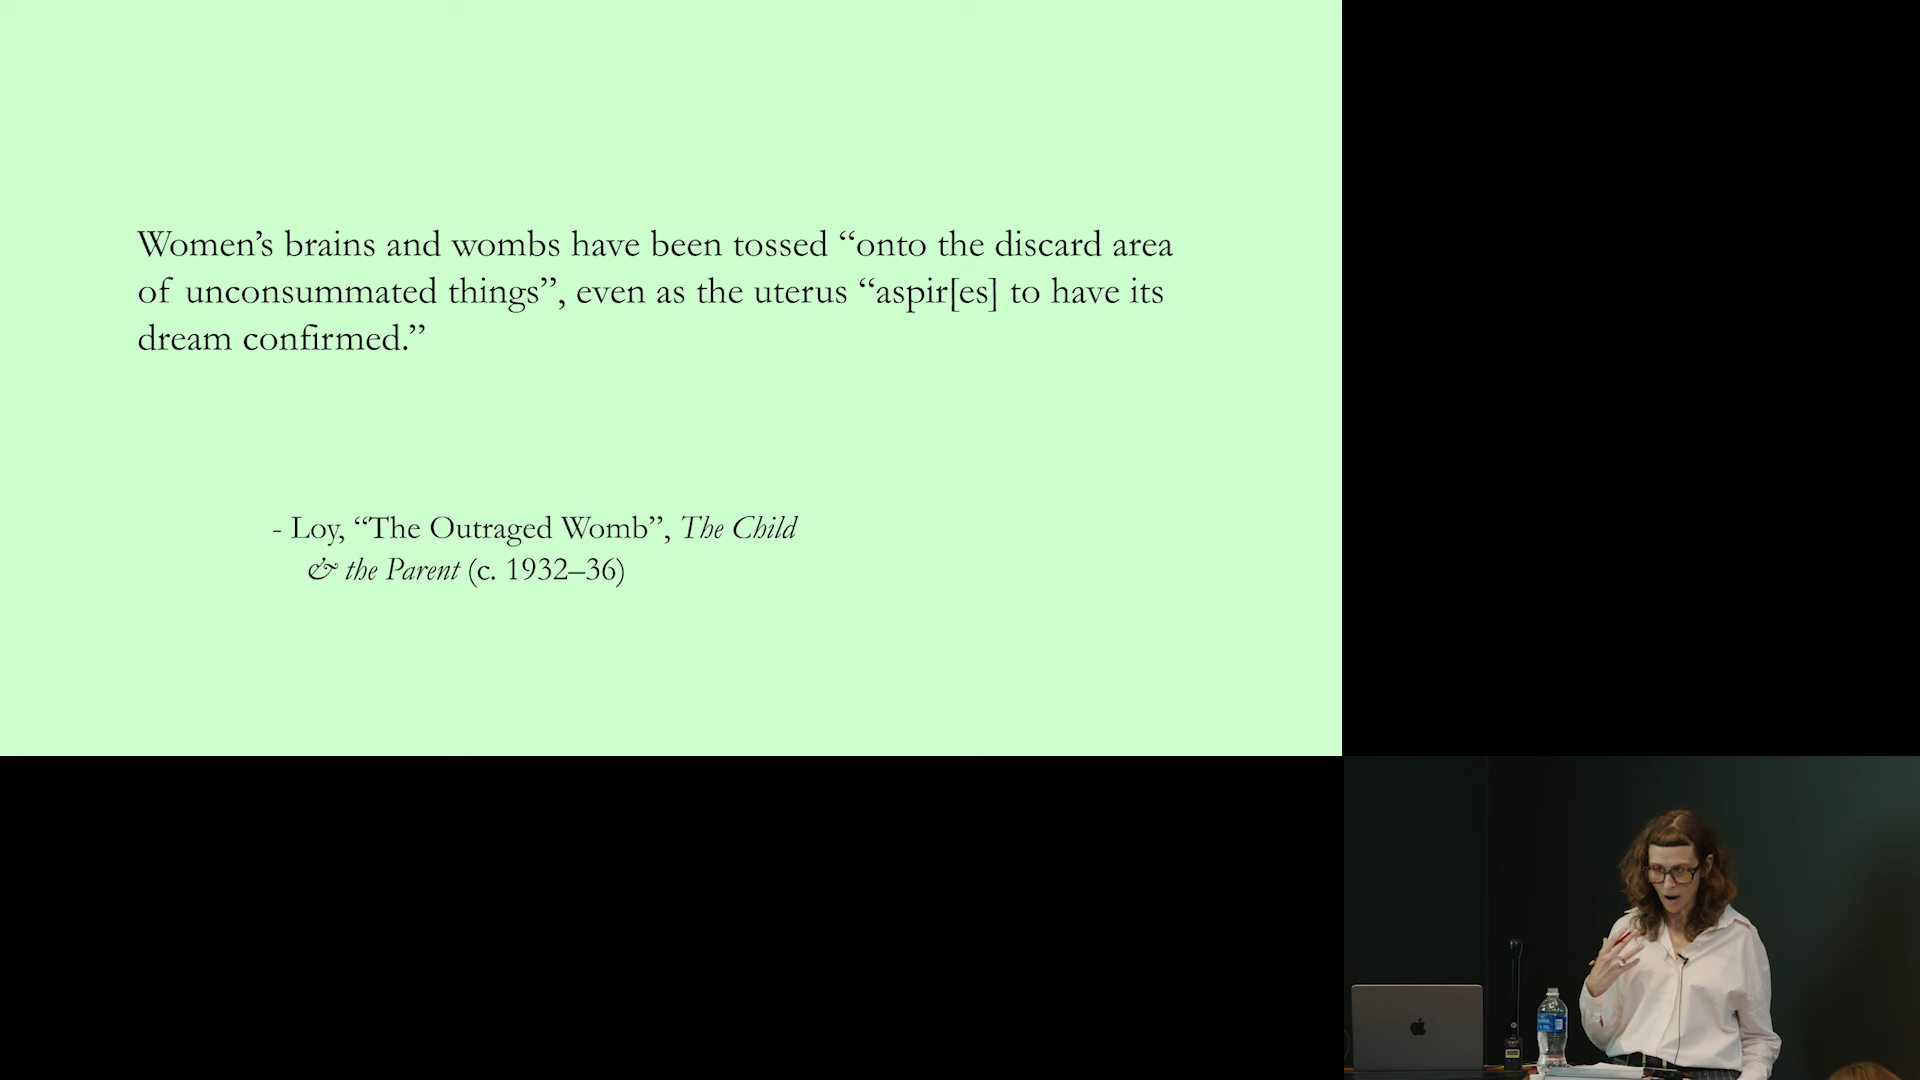 Women’s brains and wombs have been tossed “onto the discard area
of unconsummated things”, even as the uterus “aspir[es] to have its
dream confirmed.”
- Loy, “The Outraged Womb”, The Child
& the Parent (c. 1932–36)